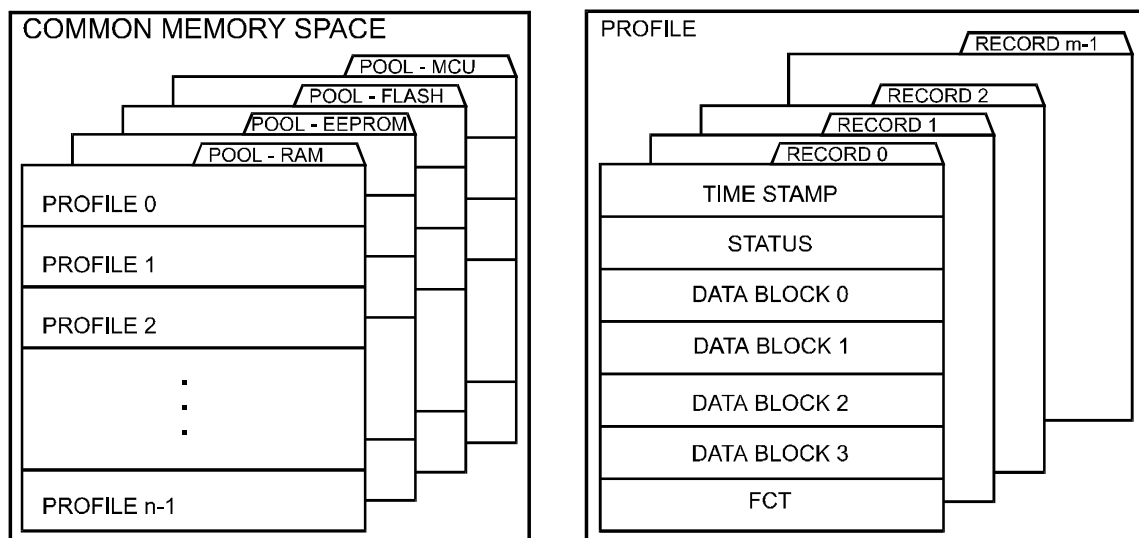 COMMON MEMORY SPACE
POOL - MCU
POOL - FLASH
POOL - EEPROM
POOL - RAM
PROFILE 0
PROFILE 1
PROFILE 2
.
.
.
PROFILE n-1
PROFILE
RECORD m-1
RECORD 2
RECORD 1
RECORD 0
TIME STAMP
STATUS
DATA BLOCK 0
DATA BLOCK 1
DATA BLOCK 2
DATA BLOCK 3
FCT